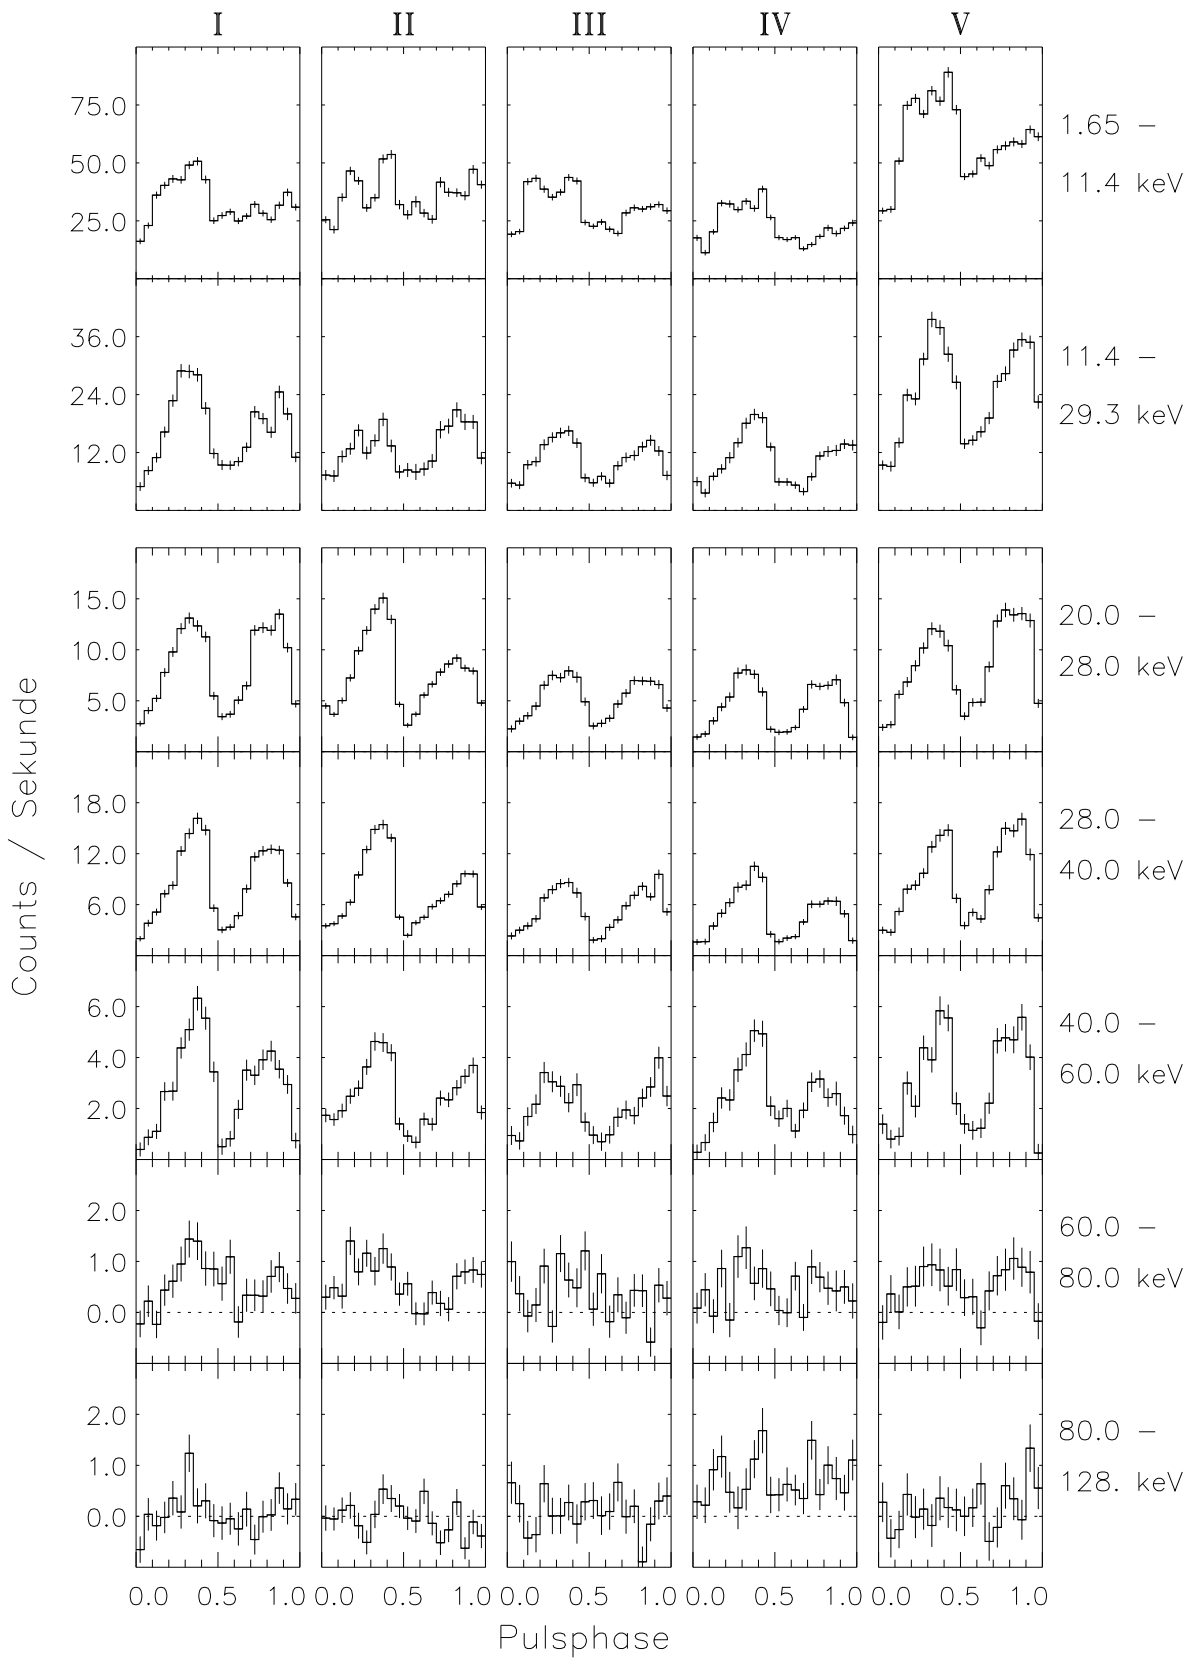 I II III IV V
75.0
50.0
25.0
1.65 –
11.4 keV
36.0
24.0
12.0
11.4 –
29.3 keV
15.0
10.0
5.0
20.0 –
28.0 keV
18.0
12.0
6.0
28.0 –
40.0 keV
6.0
4.0
2.0
40.0 –
60.0 keV
2.0
1.0
0.0
60.0 –
80.0 keV
2.0
1.0
0.0
80.0 –
128. keV
Counts / Sekunde
0.0 0.5 1.0 0.0 0.5 1.0 0.0 0.5 1.0 0.0 0.5 1.0 0.0 0.5 1.0
Pulsphase